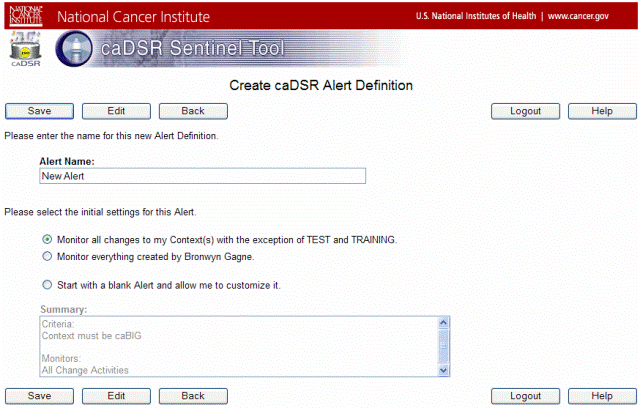 NATIONAL
CANCER
INSTITUTE
National Cancer Institute
U.S. National Institutes of Health | www.cancer.gov
caDSR
caDSR Sentinel Tool
Create caDSR Alert Definition
Save Edit Back Logout Help
Please enter the name for this new Alert Definition.
Alert Name:
New Alert
Please select the initial settings for this Alert.
Monitor all changes to my Context(s) with the exception of TEST and TRAINING.
Monitor everything created by Bronwyn Gagne.
Start with a blank Alert and allow me to customize it.
Summary:
Criteria:
Context must be caBIG
Monitors:
All Change Activities
Save Edit Back Logout Help